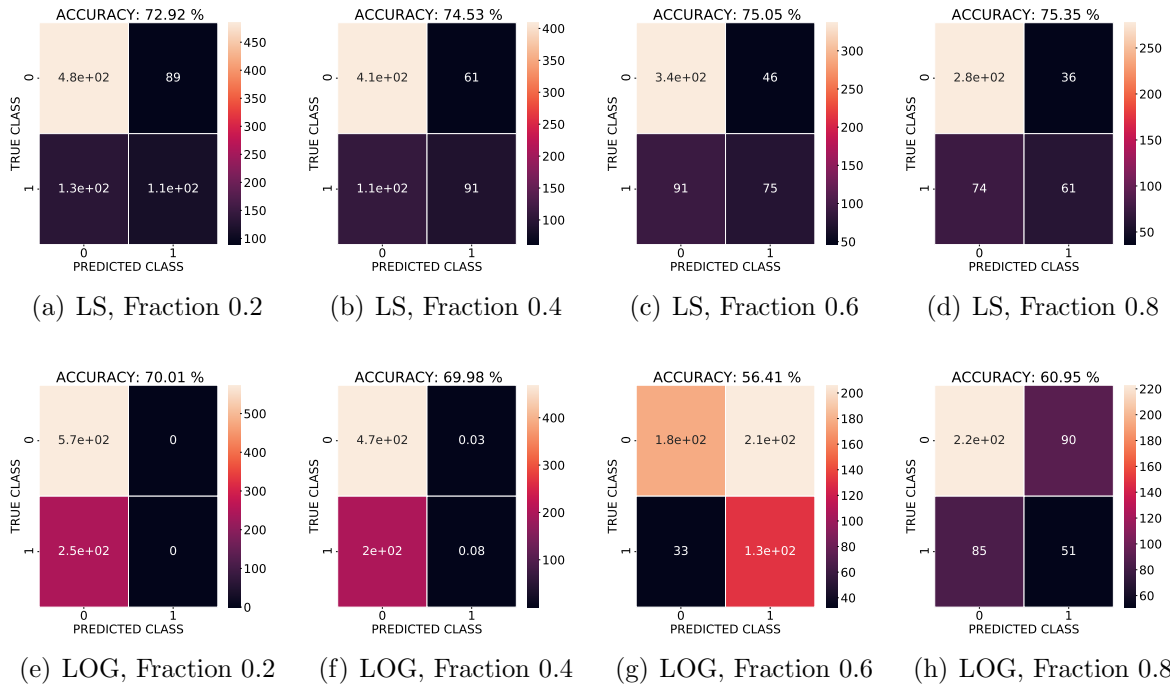 ACCURACY: 72.92 %
TRUE CLASS
0
1
4.8e+02 89
1.3e+02 1.1e+02
0 1
PREDICTED CLASS
450
400
350
300
250
200
150
100
(a) LS, Fraction 0.2
ACCURACY: 74.53 %
TRUE CLASS
0
1
4.1e+02 61
1.1e+02 91
0 1
PREDICTED CLASS
400
350
300
250
200
150
100
(b) LS, Fraction 0.4
ACCURACY: 75.05 %
TRUE CLASS
0
1
3.4e+02 46
91 75
0 1
PREDICTED CLASS
300
250
200
150
100
50
(c) LS, Fraction 0.6
ACCURACY: 75.35 %
TRUE CLASS
0
1
2.8e+02 36
74 61
0 1
PREDICTED CLASS
250
200
150
100
50
(d) LS, Fraction 0.8
ACCURACY: 70.01 %
TRUE CLASS
0
1
5.7e+02 0
2.5e+02 0
0 1
PREDICTED CLASS
500
400
300
200
100
0
(e) LOG, Fraction 0.2
ACCURACY: 69.98 %
TRUE CLASS
0
1
4.7e+02 0.03
2e+02 0.08
0 1
PREDICTED CLASS
400
300
200
100
(f) LOG, Fraction 0.4
ACCURACY: 56.41 %
TRUE CLASS
0
1
1.8e+02 2.1e+02
33 1.3e+02
0 1
PREDICTED CLASS
200
180
160
140
120
100
80
60
40
(g) LOG, Fraction 0.6
ACCURACY: 60.95 %
TRUE CLASS
0
1
2.2e+02 90
85 51
0 1
PREDICTED CLASS
220
200
180
160
140
120
100
80
60
(h) LOG, Fraction 0.8